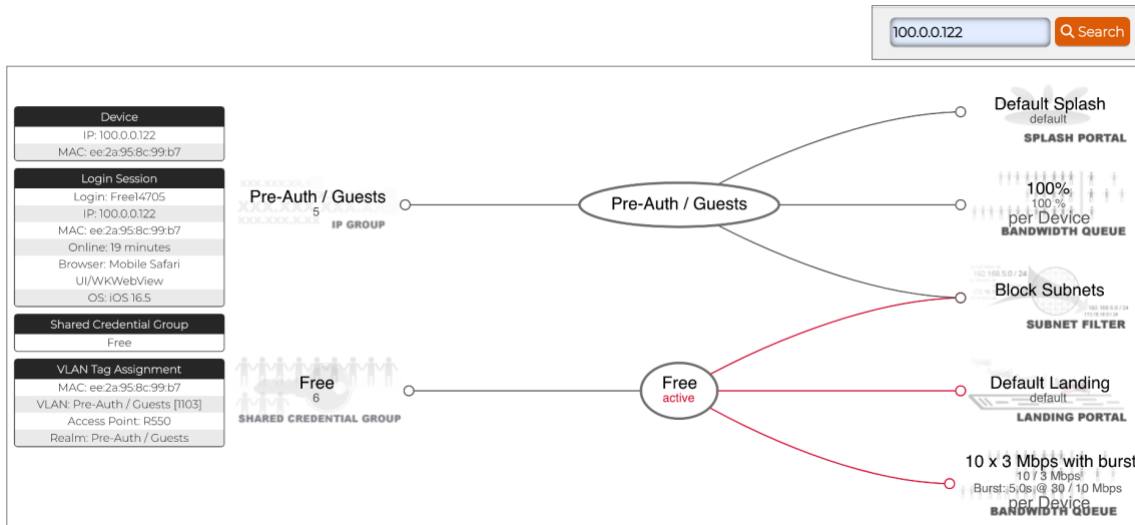 100.0.0.122
Search
Device
IP: 100.0.0.122
MAC: ee:2a:95:8c:99:b7
Login Session
Login: Free14705
IP: 100.0.0.122
MAC: ee:2a:95:8c:99:b7
Online: 19 minutes
Browser: Mobile Safari
UI/WKWebView
OS: iOS 16.5
Shared Credential Group
Free
VLAN Tag Assignment
MAC: ee:2a:95:8c:99:b7
VLAN: Pre-Auth / Guests [1103]
Access Point: R550
Realm: Pre-Auth / Guests
Pre-Auth / Guests
5
IP GROUP
Free
6
SHARED CREDENTIAL GROUP
Pre-Auth / Guests
Free
active
Default Splash
default
SPLASH PORTAL
100%
100 %
per Device
BANDWIDTH QUEUE
192.168.5.0 / 24
Block Subnets
SUBNET FILTER
Default Landing
default
LANDING PORTAL
10 x 3 Mbps with burst
10 / 3 Mbps
Burst: 5.0s @ 30 / 10 Mbps
per Device
BANDWIDTH QUEUE